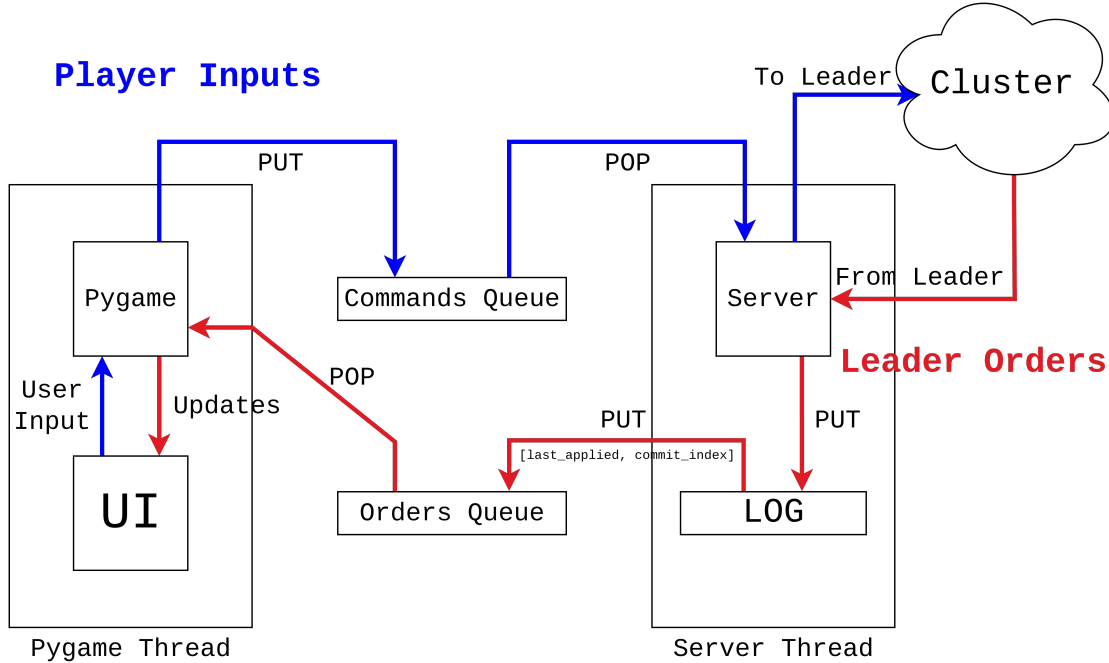 Player Inputs
To Leader
Cluster
PUT
POP
Pygame
Commands Queue
Server
From Leader
Leader Orders
User
Input
Updates
POP
PUT
PUT
[last_applied, commit_index]
UI
Orders Queue
LOG
Pygame Thread
Server Thread